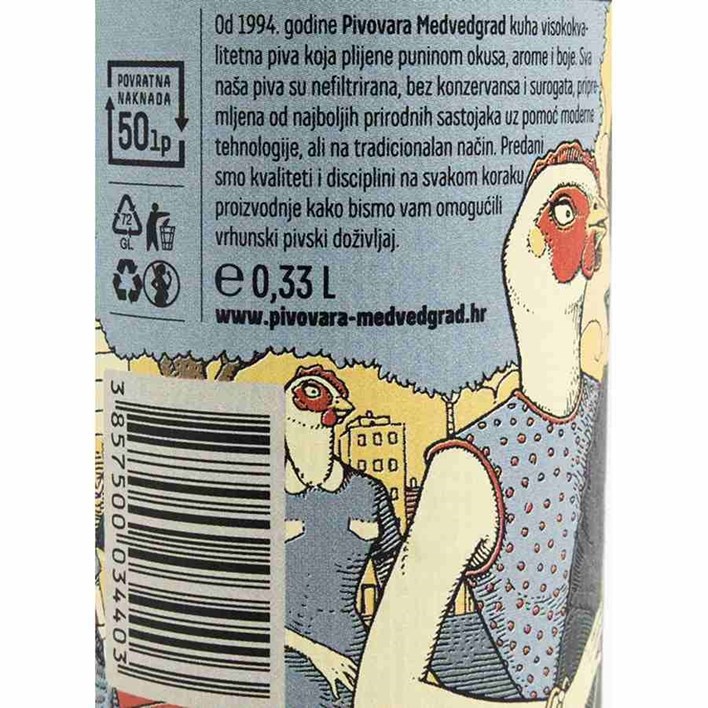 Od 1994. godine Pivovara Medvedgrad kuha visokokva-
litetna piva koja plijene puninom okusa, arome i boje. Sva
naša piva su nefiltrirana, bez konzervansa i surogata, pripre-
mljena od najboljih prirodnih sastojaka uz pomoć moderne
tehnologije, ali na tradicionalan način. Predani
smo kvaliteti i disciplini na svakom koraku
proizvodnje kako bismo vam omogućili
vrhunski pivski doživljaj.
℮ 0,33 L
www.pivovara-medvedgrad.hr
POVRATNA
NAKNADA
50lp
72
GL
3 857500 034403